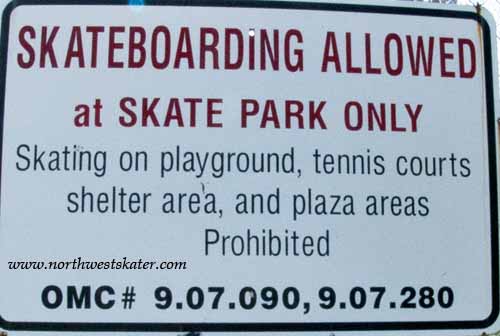 SKATEBOARDING ALLOWED
at SKATE PARK ONLY
Skating on playground, tennis courts
shelter area, and plaza areas
Prohibited
www.northwestskater.com
OMC# 9.07.090, 9.07.280